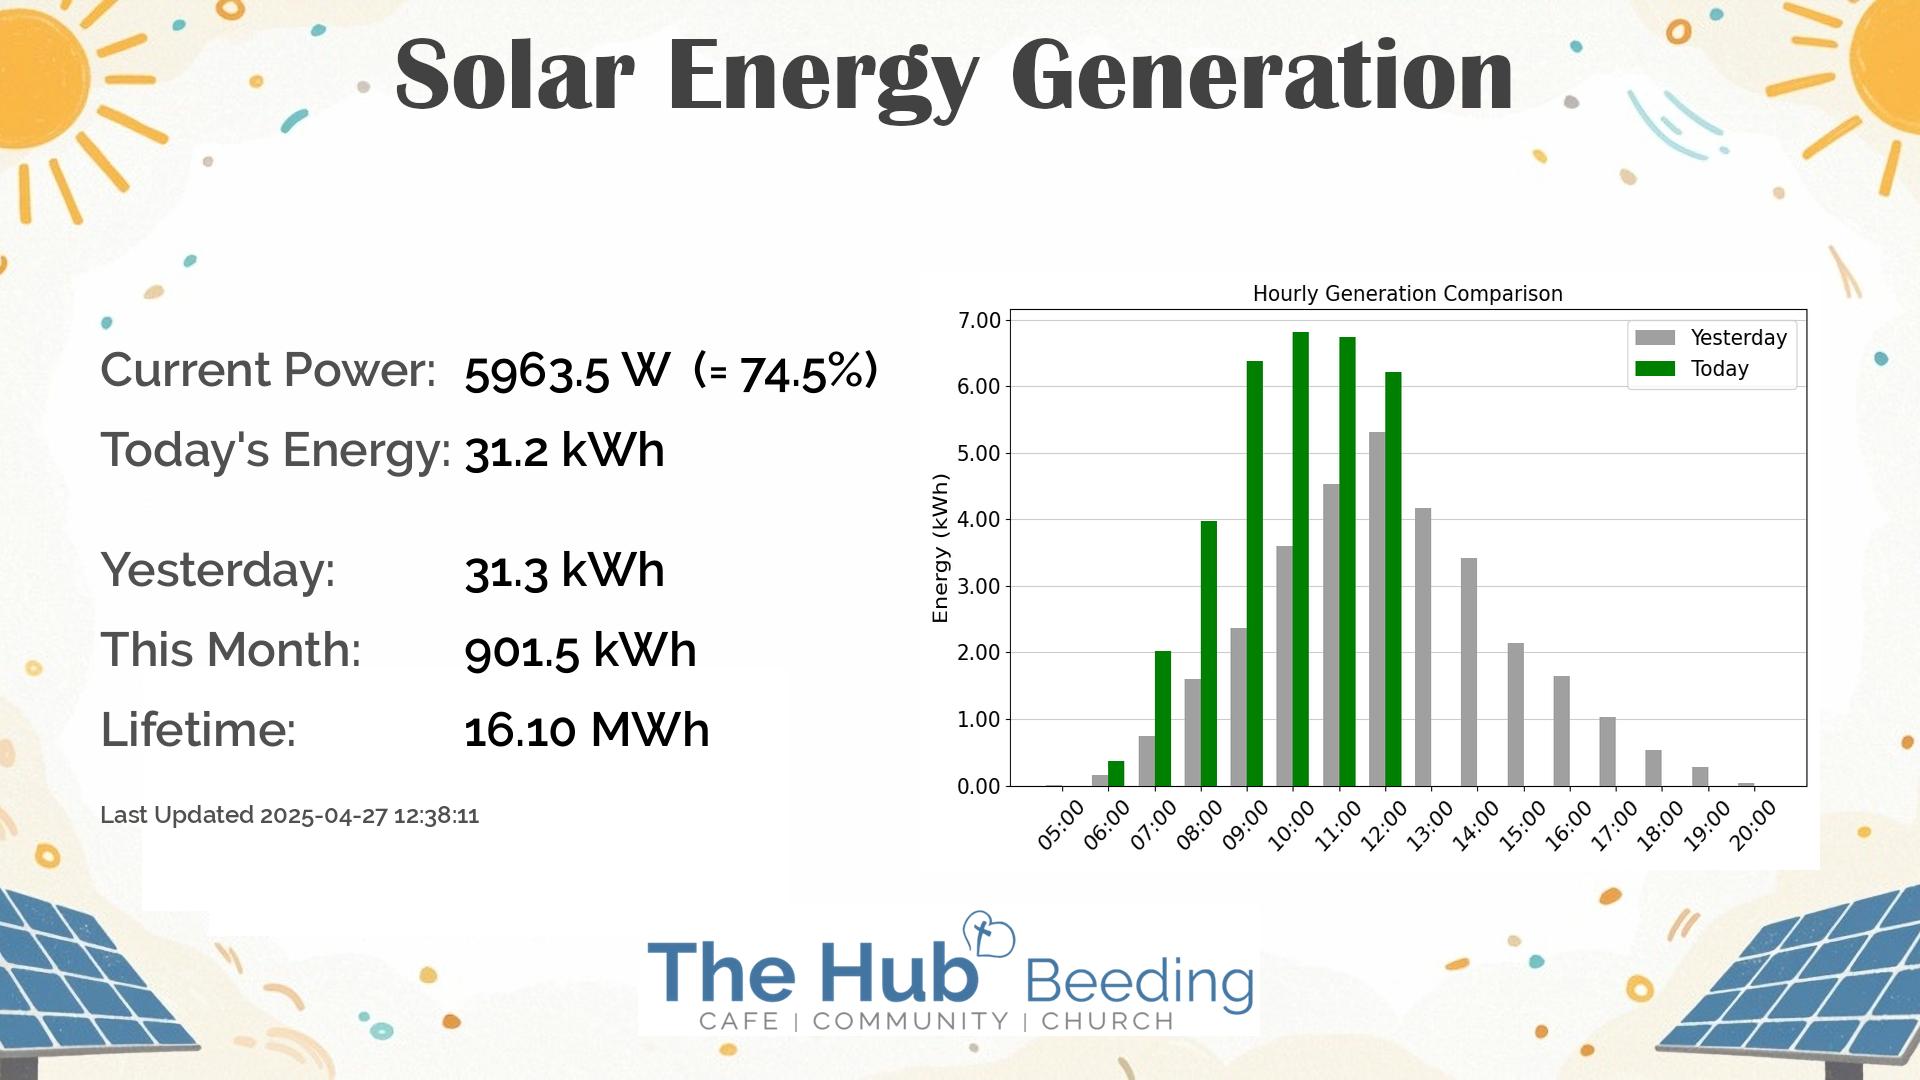 Solar Energy Generation
Current Power: 5963.5 W (= 74.5%)
Today's Energy: 31.2 kWh
Yesterday: 31.3 kWh
This Month: 901.5 kWh
Lifetime: 16.10 MWh
Last Updated 2025-04-27 12:38:11
Hourly Generation Comparison
Yesterday
Today
Energy (kWh)
7.00
6.00
5.00
4.00
3.00
2.00
1.00
0.00
05:00 06:00 07:00 08:00 09:00 10:00 11:00 12:00 13:00 14:00 15:00 16:00 17:00 18:00 19:00 20:00
The Hub Beeding
CAFE | COMMUNITY | CHURCH